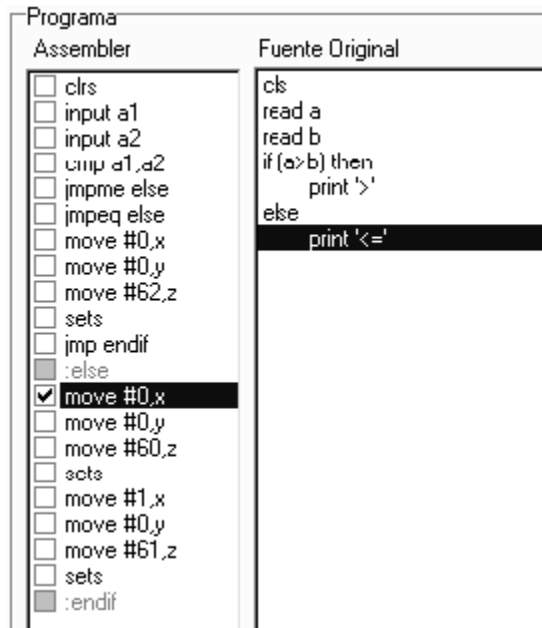 Programa
Assembler
clrs
input a1
input a2
cmp a1,a2
jmpme else
jmpeq else
move #0,x
move #0,y
move #62,z
sets
jmp endif
:else
move #0,x
move #0,y
move #60,z
sets
move #1,x
move #0,y
move #61,z
sets
:endif
Fuente Original
cls
read a
read b
if (a>b) then
print '>'
else
print '<='